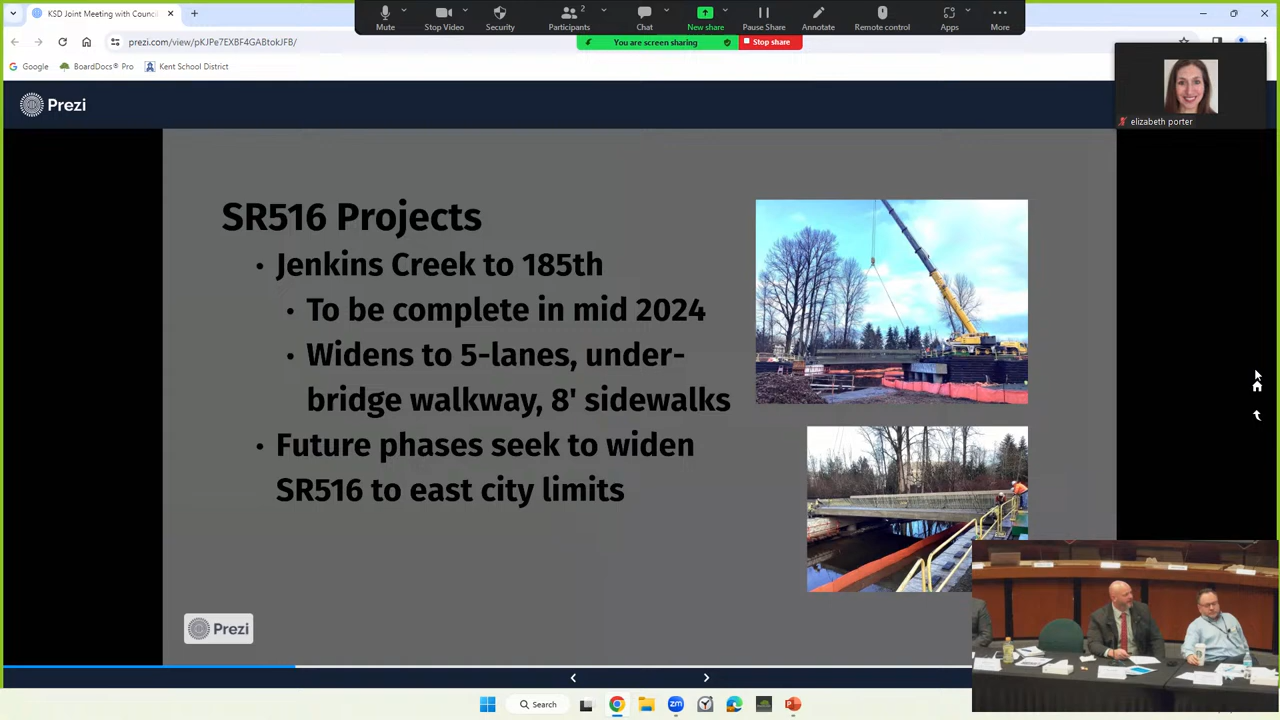 KSD Joint Meeting with Counci
Mute
Stop Video
Security
2
Participants
Chat
New share
Pause Share
Annotate
Remote control
Apps
More
You are screen sharing
Stop share
prezi.com/view/pKJPe7EXBF4GABtokJFB/
Google
BoardDocs® Pro
Kent School District
Prezi
elizabeth porter
SR516 Projects
• Jenkins Creek to 185th
• To be complete in mid 2024
• Widens to 5-lanes, under-
bridge walkway, 8' sidewalks
• Future phases seek to widen
SR516 to east city limits
Prezi
Search
zm